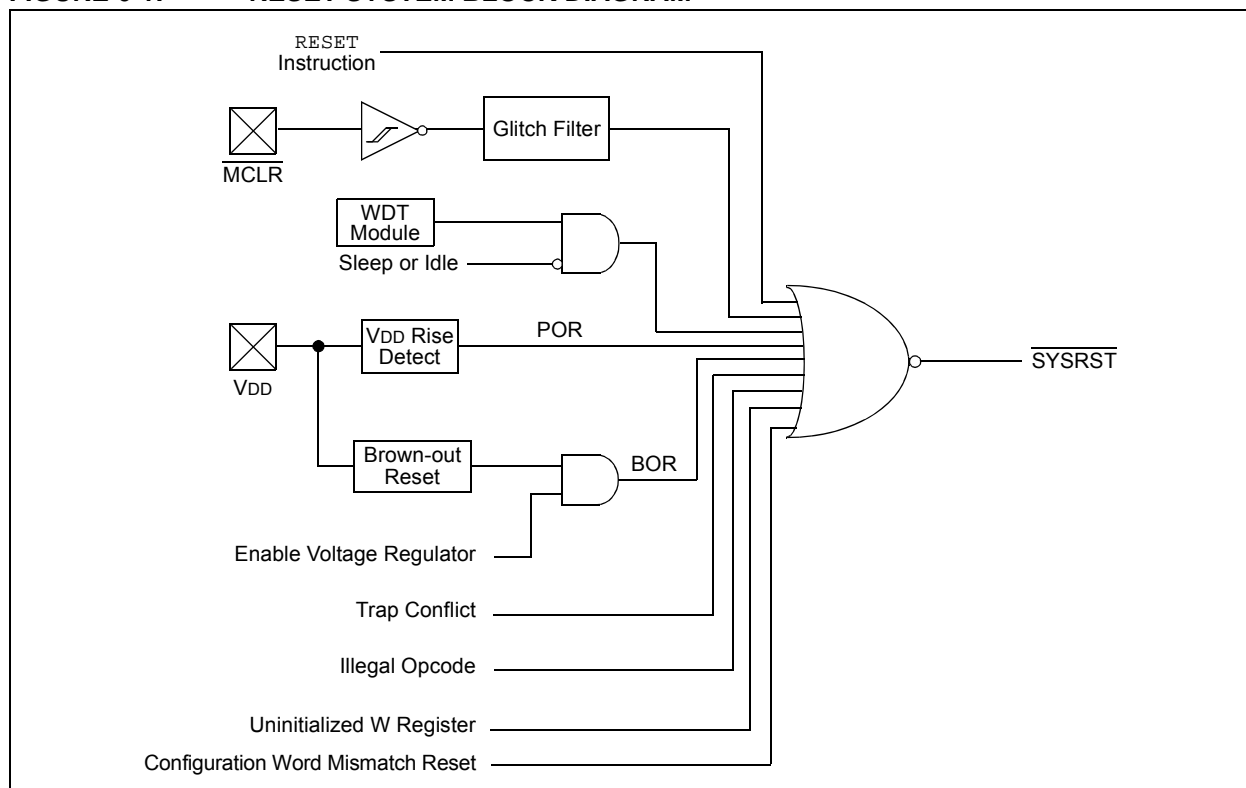 RESET
Instruction
Glitch Filter
MCLR
WDT
Module
Sleep or Idle
VDD Rise
Detect
POR
VDD
SYSRST
Brown-out
Reset
BOR
Enable Voltage Regulator
Trap Conflict
Illegal Opcode
Uninitialized W Register
Configuration Word Mismatch Reset